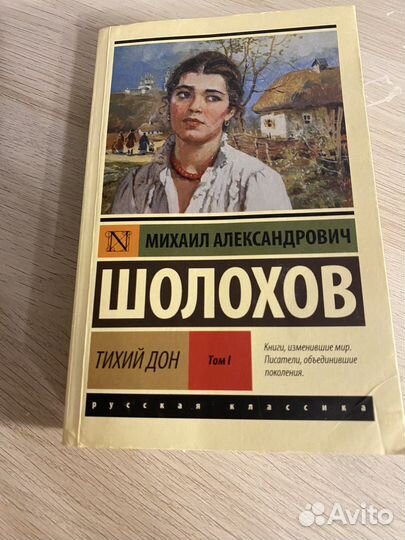 N
МИХАИЛ АЛЕКСАНДРОВИЧ
ШОЛОХОВ
ТИХИЙ ДОН
Том I
Книги, изменившие мир.
Писатели, объединившие
поколения.
русская классика
Avito